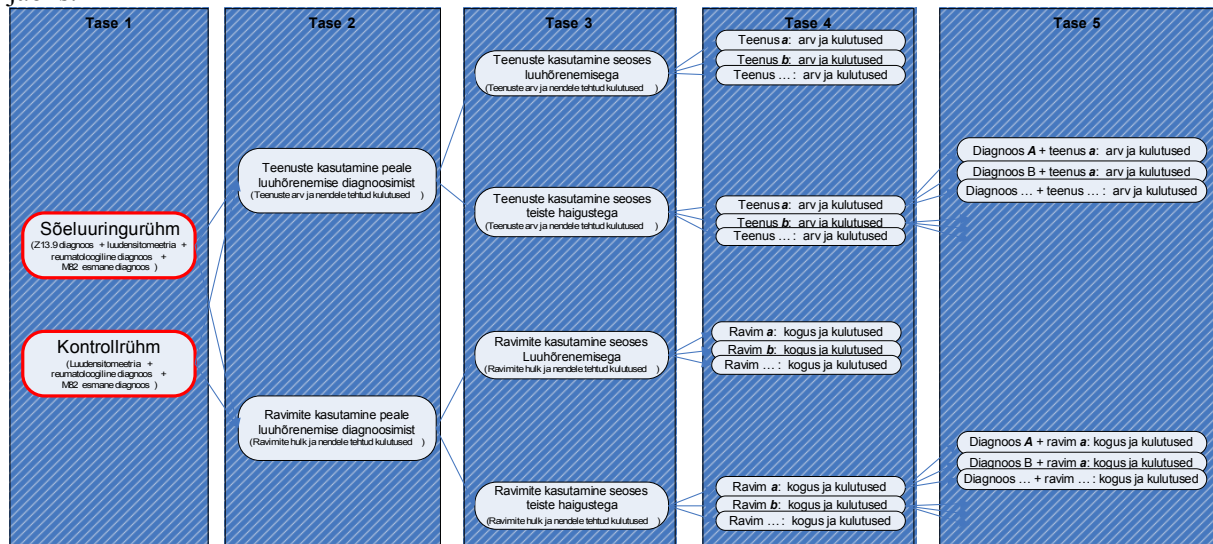 Tase 1
Sõeluuringurühm
(Z13.9 diagnoos + luudensitomeetria +
reumatoloogiline diagnoos +
M82 esmane diagnoos )
Kontrollrühm
(Luudensitomeetria +
reumatoloogiline diagnoos +
M82 esmane diagnoos )
Tase 2
Teenuste kasutamine peale
luuhõrenemise diagnoosimist
(Teenuste arv ja nendele tehtud kulutused )
Ravimite kasutamine peale
luuhõrenemise diagnoosimist
(Ravimite hulk ja nendele tehtud kulutused )
Tase 3
Teenuste kasutamine seoses
luuhõrenemisega
(Teenuste arv ja nendele tehtud kulutused )
Teenuste kasutamine seoses
teiste haigustega
(Teenuste arv ja nendele tehtud kulutused )
Ravimite kasutamine seoses
Luuhõrenemisega
(Ravimite hulk ja nendele tehtud kulutused )
Ravimite kasutamine seoses
teiste haigustega
(Ravimite hulk ja nendele tehtud kulutused )
Tase 4
Teenus a: arv ja kulutused
Teenus b: arv ja kulutused
Teenus …: arv ja kulutused
Teenus a: arv ja kulutused
Teenus b: arv ja kulutused
Teenus …: arv ja kulutused
Ravim a: kogus ja kulutused
Ravim b: kogus ja kulutused
Ravim …: kogus ja kulutused
Ravim a: kogus ja kulutused
Ravim b: kogus ja kulutused
Ravim …: kogus ja kulutused
Tase 5
Diagnoos A + teenus a: arv ja kulutused
Diagnoos B + teenus a: arv ja kulutused
Diagnoos … + teenus …: arv ja kulutused
Diagnoos A + ravim a: kogus ja kulutused
Diagnoos B + ravim a: kogus ja kulutused
Diagnoos … + ravim …: kogus ja kulutused